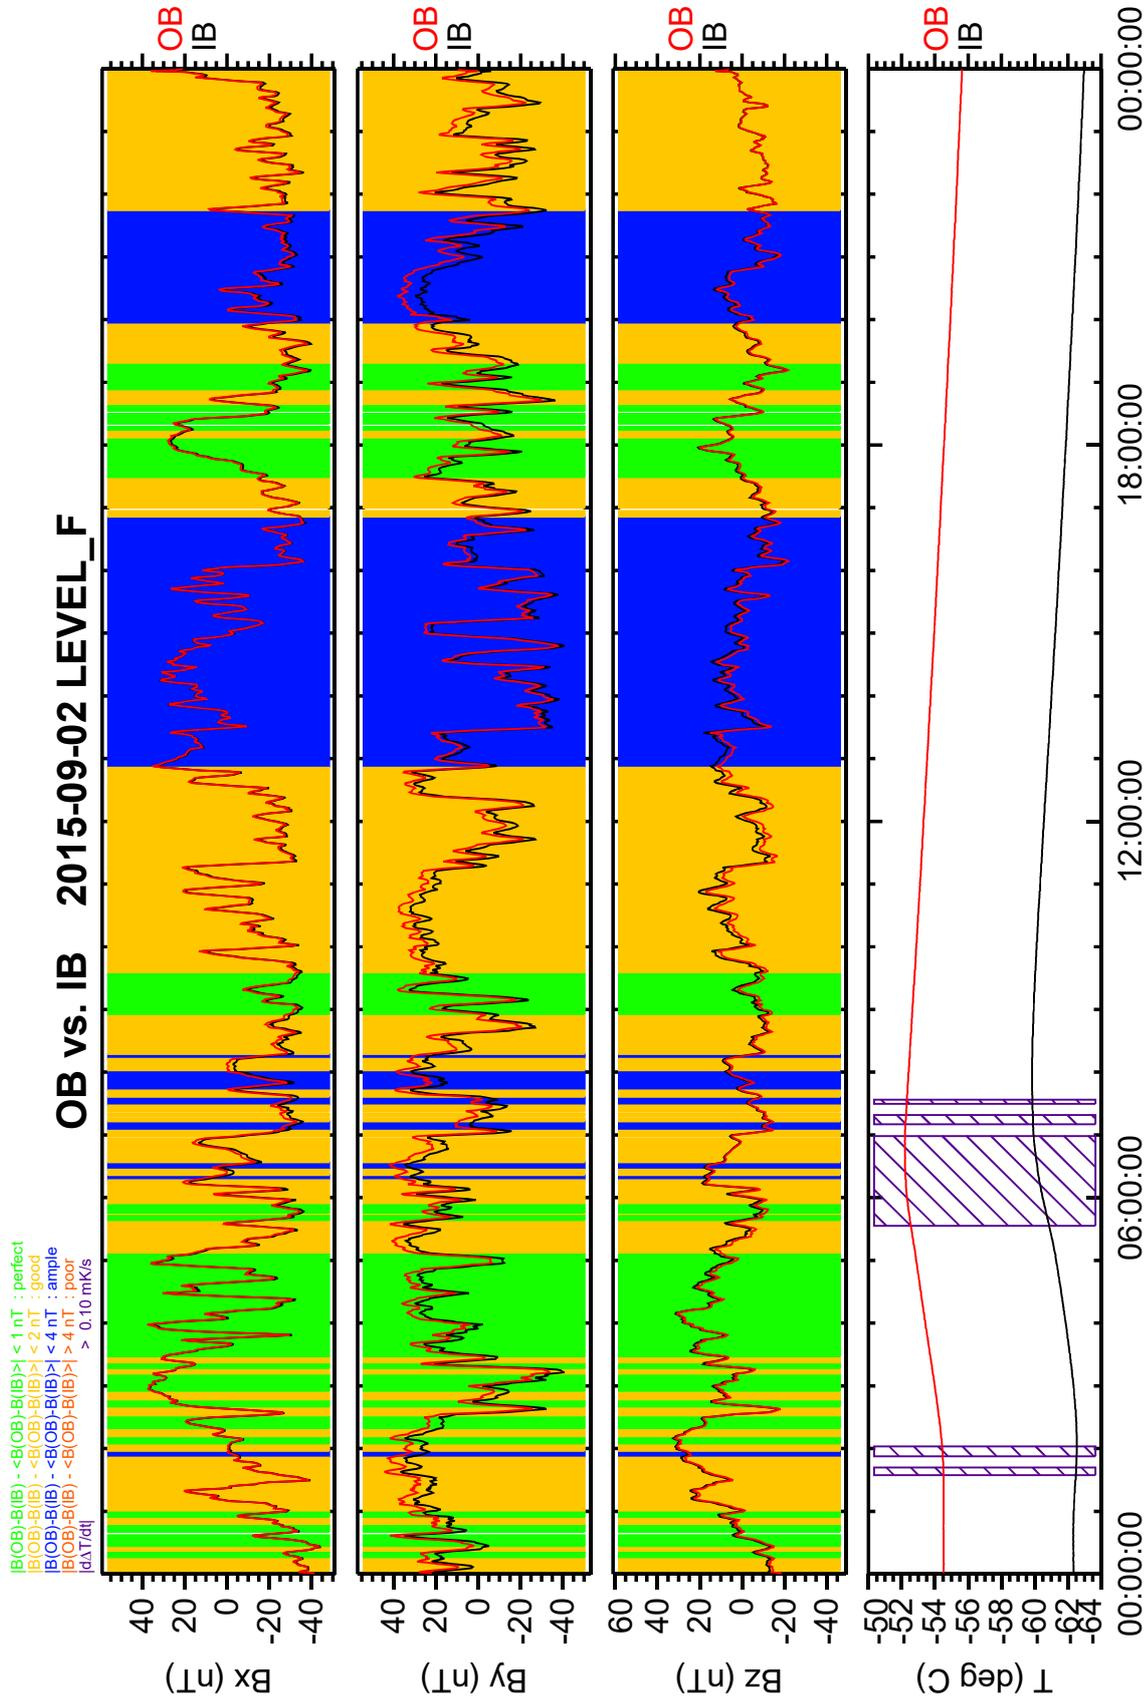 OB vs. IB 2015-09-02 LEVEL_F
|B(OB)-B(IB) - <B(OB)-B(IB)>| < 1 nT : perfect
|B(OB)-B(IB) - <B(OB)-B(IB)>| < 2 nT : good
|B(OB)-B(IB) - <B(OB)-B(IB)>| < 4 nT : ample
|B(OB)-B(IB) - <B(OB)-B(IB)>| > 4 nT : poor
|dΔT/dt| > 0.10 mK/s
Bx (nT)
40
20
0
-20
-40
OB
IB
By (nT)
40
20
0
-20
-40
OB
IB
Bz (nT)
60
40
20
0
-20
-40
OB
IB
T (deg C)
-50
-52
-54
-56
-58
-60
-62
-64
OB
IB
00:00:00 06:00:00 12:00:00 18:00:00 00:00:00